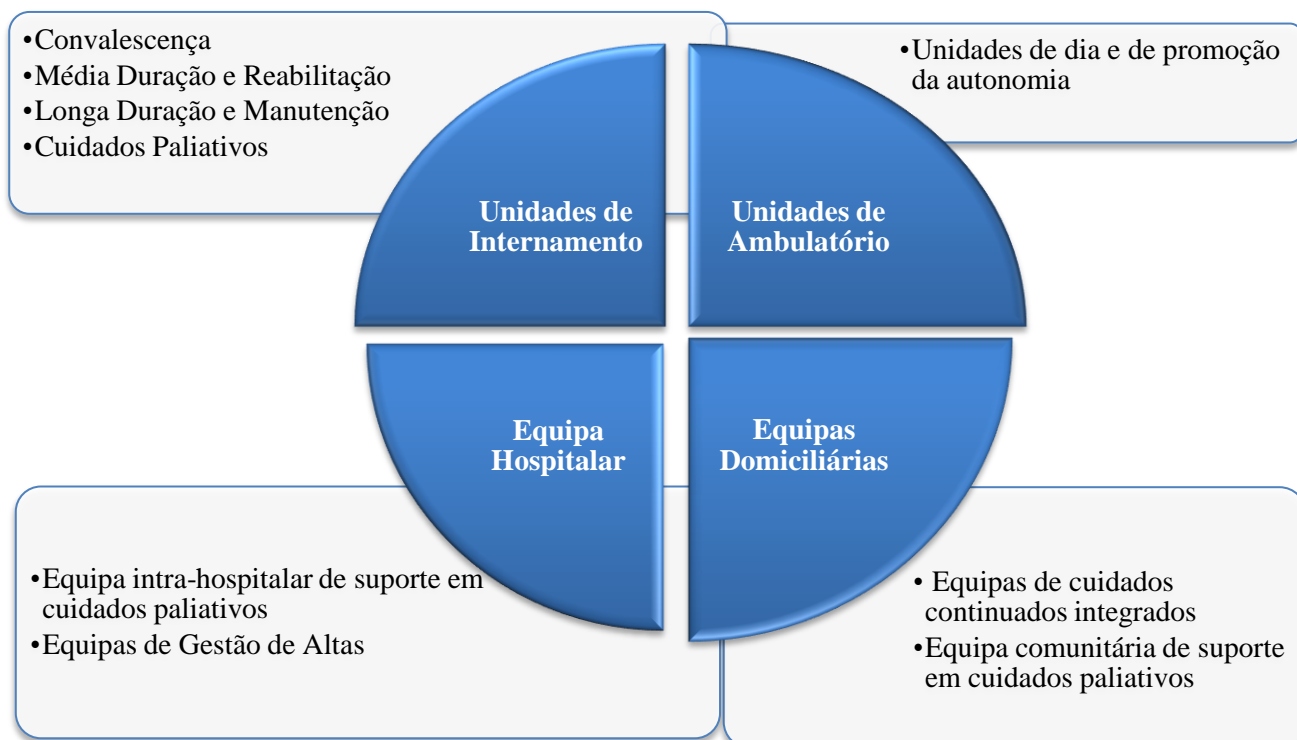 •Convalescença
•Média Duração e Reabilitação
•Longa Duração e Manutenção
•Cuidados Paliativos
•Unidades de dia e de promoção
da autonomia
Unidades de
Internamento
Unidades de
Ambulatório
Equipa
Hospitalar
Equipas
Domiciliárias
•Equipa intra-hospitalar de suporte em
cuidados paliativos
•Equipas de Gestão de Altas
• Equipas de cuidados
continuados integrados
•Equipa comunitária de suporte
em cuidados paliativos